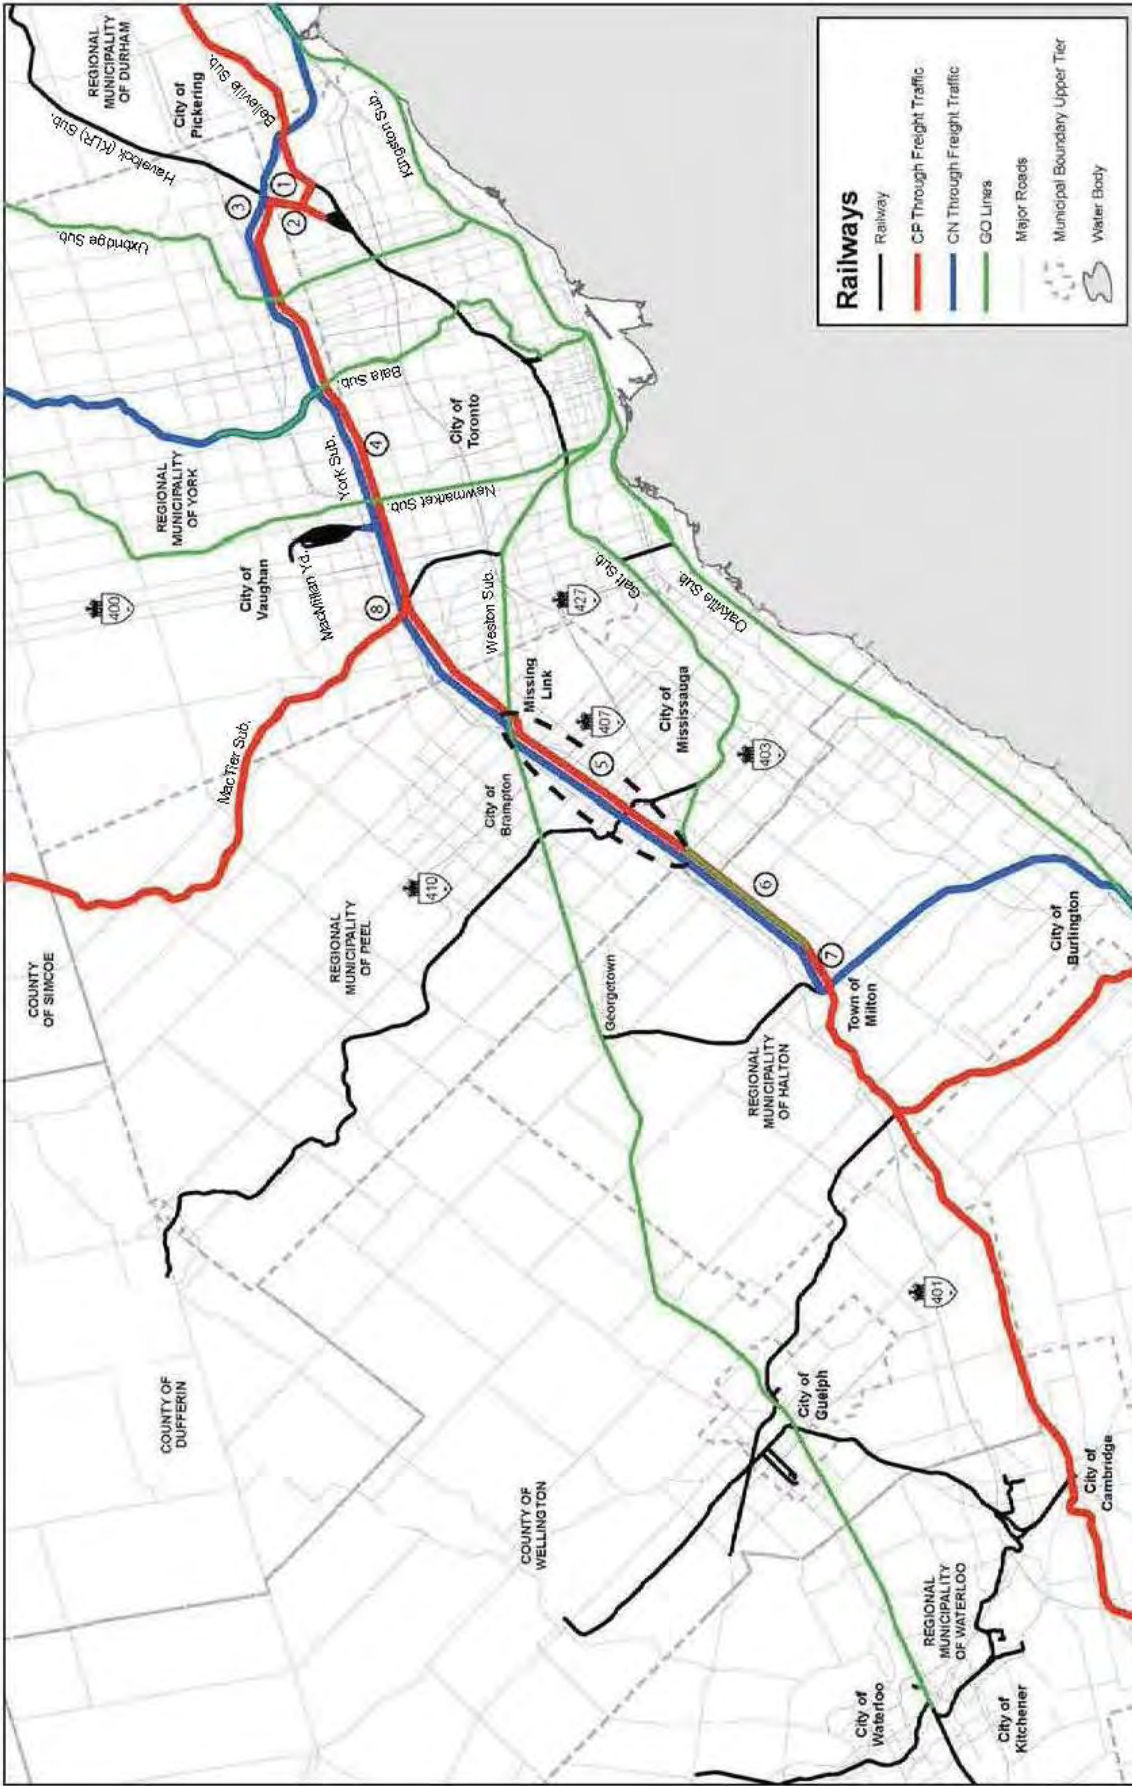 REGIONAL
MUNICIPALITY
OF DURHAM
City of
Pickering
Belleville Sub.
Havelock (KLR) Sub.
Kingston Sub.
Uxbridge Sub.
1
2
3
Bala Sub.
York Sub.
4
City of
Toronto
REGIONAL
MUNICIPALITY
OF YORK
Newmarket Sub.
MacMillan Yd.
City of
Vaughan
8
400
Weston Sub.
427
Galt Sub.
Oakville Sub.
Missing
Link
407
City of
Mississauga
5
403
MacTier Sub.
City of
Brampton
410
6
7
REGIONAL
MUNICIPALITY
OF PEEL
COUNTY
OF SIMCOE
Georgetown
Town of
Milton
City of
Burlington
REGIONAL
MUNICIPALITY
OF HALTON
401
COUNTY OF
DUFFERIN
City of
Guelph
COUNTY OF
WELLINGTON
City of
Cambridge
REGIONAL
MUNICIPALITY
OF WATERLOO
City of
Waterloo
City of
Kitchener
Railways
Railway
CP Through Freight Traffic
CN Through Freight Traffic
GO Lines
Major Roads
Municipal Boundary Upper Tier
Water Body